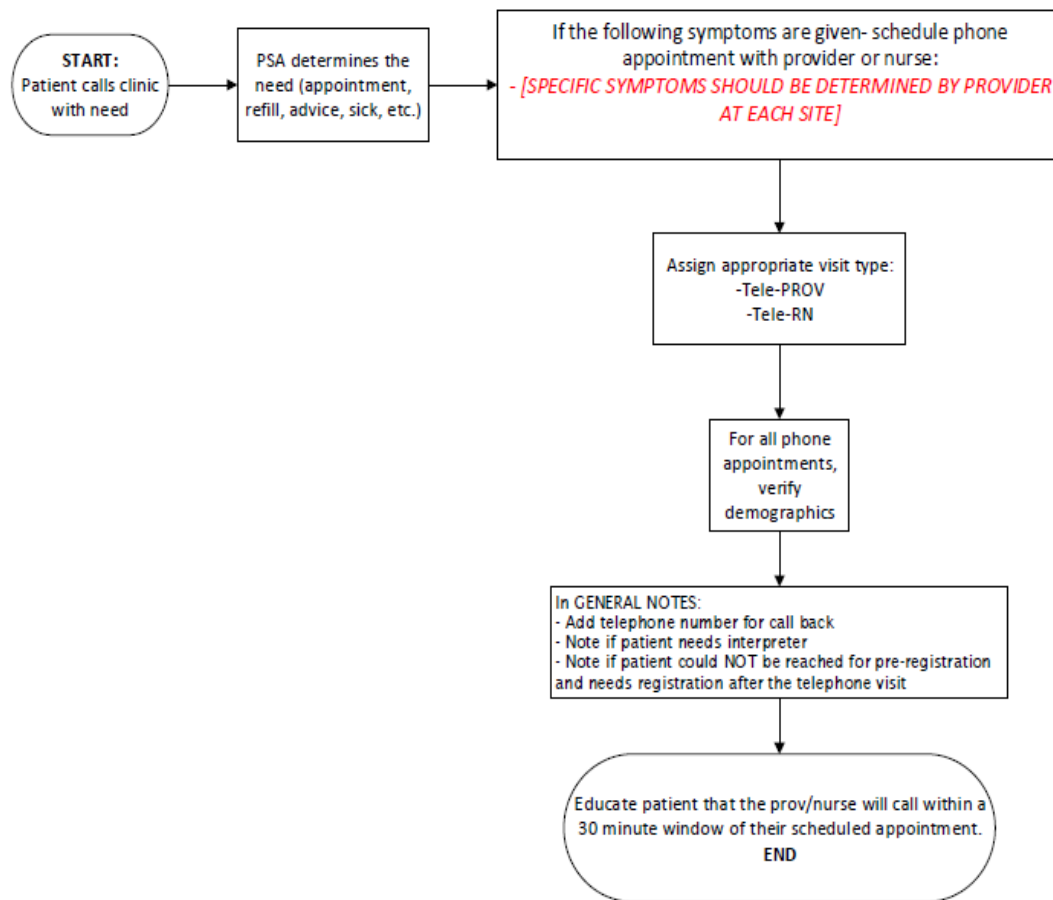 START:
Patient calls clinic
with need
PSA determines the
need (appointment,
refill, advice, sick, etc.)
If the following symptoms are given- schedule phone
appointment with provider or nurse:
- [SPECIFIC SYMPTOMS SHOULD BE DETERMINED BY PROVIDER
AT EACH SITE]
Assign appropriate visit type:
-Tele-PROV
-Tele-RN
For all phone
appointments,
verify
demographics
In GENERAL NOTES:
- Add telephone number for call back
- Note if patient needs interpreter
- Note if patient could NOT be reached for pre-registration
and needs registration after the telephone visit
Educate patient that the prov/nurse will call within a
30 minute window of their scheduled appointment.
END